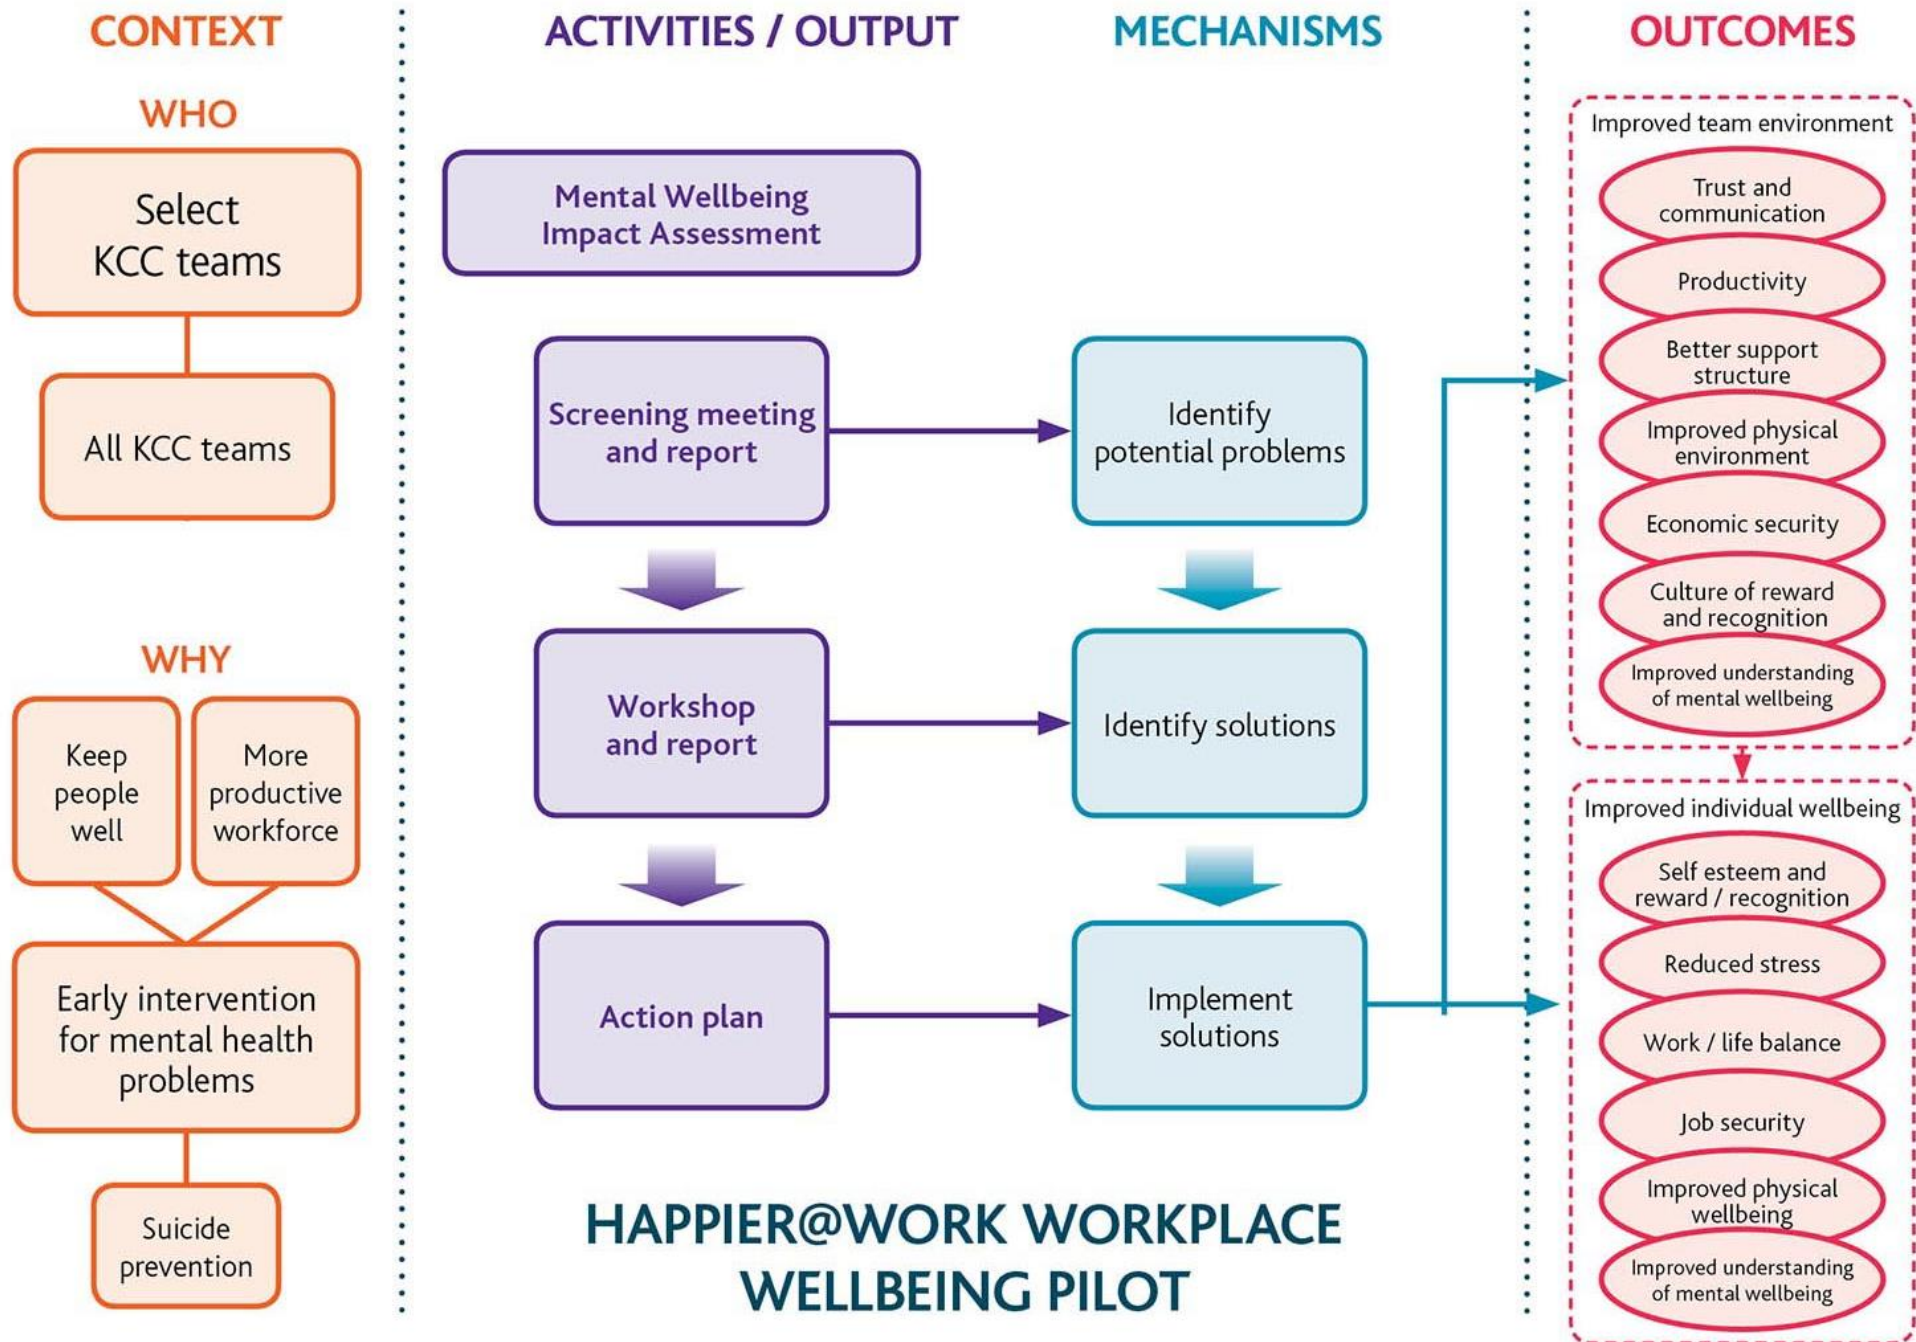 CONTEXT
WHO
Select
KCC teams
All KCC teams
WHY
Keep
people
well
More
productive
workforce
Early intervention
for mental health
problems
Suicide
prevention
ACTIVITIES / OUTPUT
Mental Wellbeing
Impact Assessment
Screening meeting
and report
Workshop
and report
Action plan
MECHANISMS
Identify
potential problems
Identify solutions
Implement
solutions
HAPPIER@WORK WORKPLACE
WELLBEING PILOT
OUTCOMES
Improved team environment
Trust and
communication
Productivity
Better support
structure
Improved physical
environment
Economic security
Culture of reward
and recognition
Improved understanding
of mental wellbeing
Improved individual wellbeing
Self esteem and
reward / recognition
Reduced stress
Work / life balance
Job security
Improved physical
wellbeing
Improved understanding
of mental wellbeing